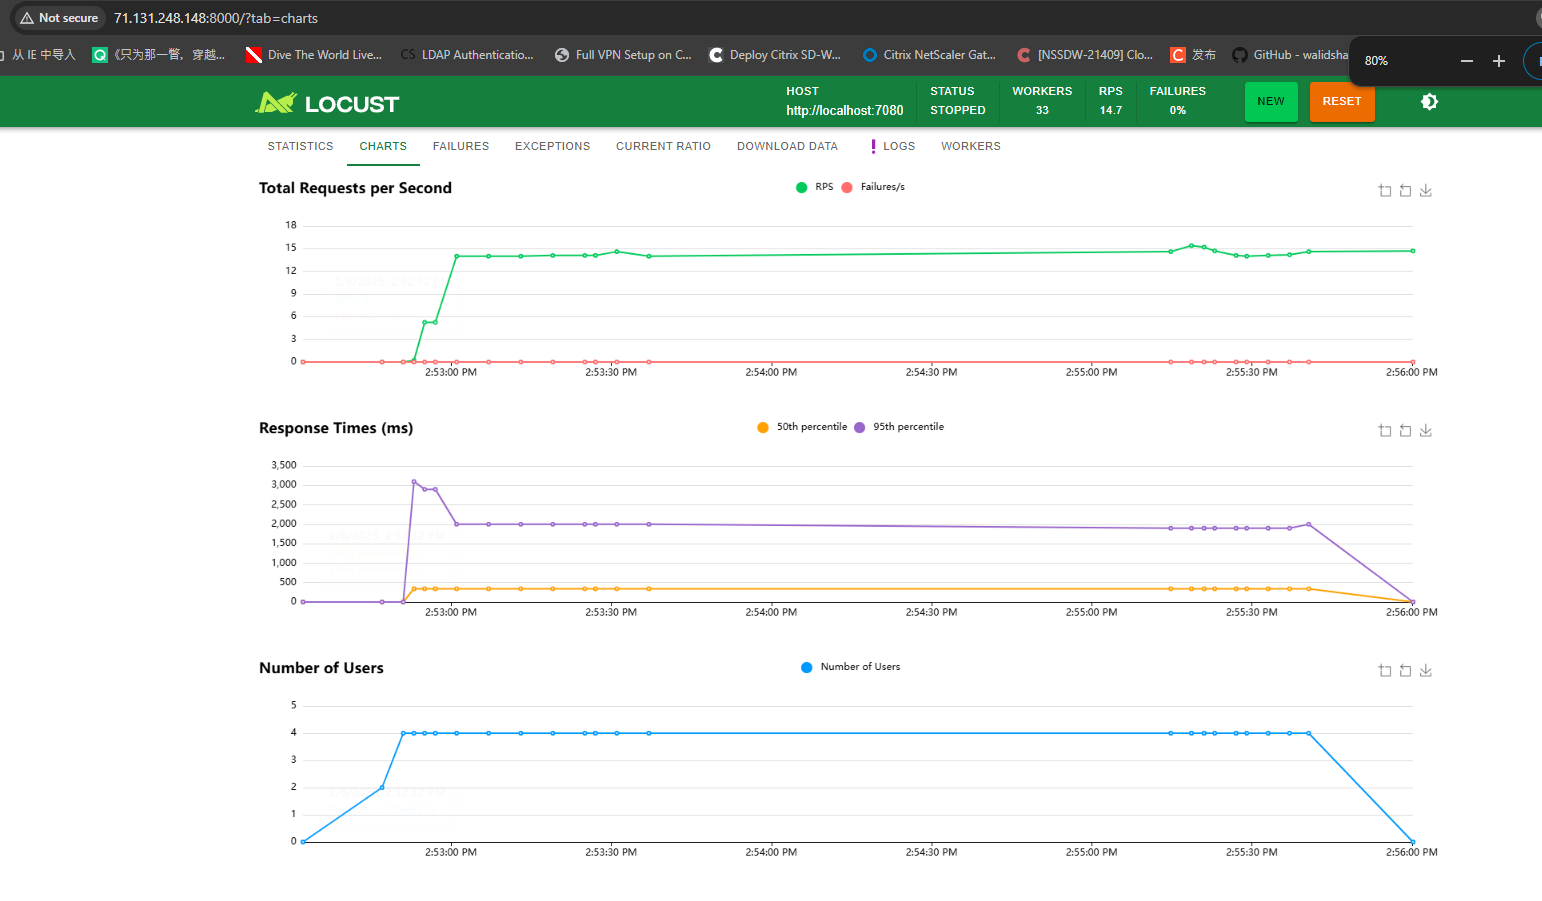 Not secure 71.131.248.148:8000/?tab=charts
从 IE 中导入 《只为那一瞥，穿越... Dive The World Live... CS LDAP Authenticatio... Full VPN Setup on C... Deploy Citrix SD-W... Citrix NetScaler Gat... [NSSDW-21409] Clo... C 发布 GitHub - walidsha
80%
LOCUST
HOST STATUS WORKERS RPS FAILURES
http://localhost:7080 STOPPED 33 14.7 0%
NEW RESET
STATISTICS CHARTS FAILURES EXCEPTIONS CURRENT RATIO DOWNLOAD DATA LOGS WORKERS
Total Requests per Second
RPS Failures/s
18
15
12
9
6
3
0
2:53:00 PM 2:53:30 PM 2:54:00 PM 2:54:30 PM 2:55:00 PM 2:55:30 PM 2:56:00 PM
Response Times (ms)
50th percentile 95th percentile
3,500
3,000
2,500
2,000
1,500
1,000
500
0
2:53:00 PM 2:53:30 PM 2:54:00 PM 2:54:30 PM 2:55:00 PM 2:55:30 PM 2:56:00 PM
Number of Users
Number of Users
5
4
3
2
1
0
2:53:00 PM 2:53:30 PM 2:54:00 PM 2:54:30 PM 2:55:00 PM 2:55:30 PM 2:56:00 PM